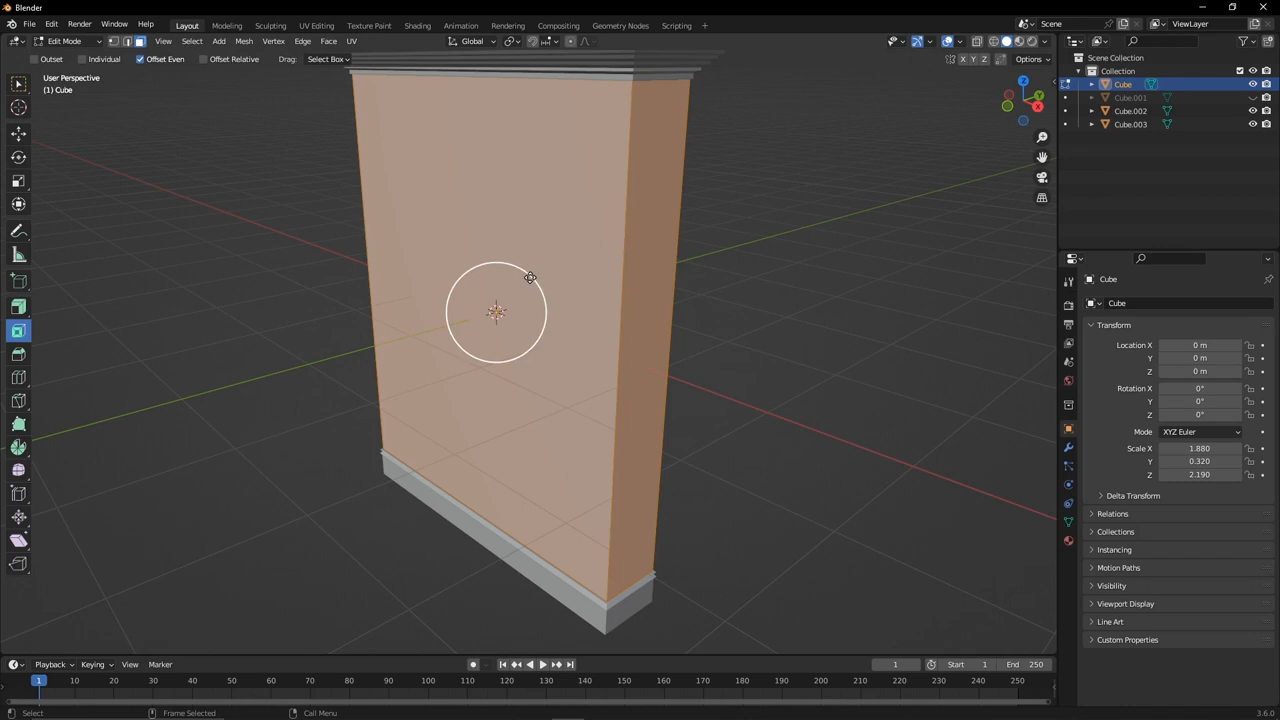 Blender
File Edit Render Window Help Layout Modeling Sculpting UV Editing Texture Paint Shading Animation Rendering Compositing Geometry Nodes Scripting + Scene ViewLayer
Edit Mode View Select Add Mesh Vertex Edge Face UV Global
Outset Individual Offset Even Offset Relative Drag: Select Box X Y Z Options
User Perspective
(1) Cube
Z
Y
X
Scene Collection
Collection
Cube
Cube.001
Cube.002
Cube.003
Cube
Cube
Transform
Location X 0 m
Y 0 m
Z 0 m
Rotation X 0°
Y 0°
Z 0°
Mode XYZ Euler
Scale X 1.880
Y 0.320
Z 2.190
Delta Transform
Relations
Collections
Instancing
Motion Paths
Visibility
Viewport Display
Line Art
Custom Properties
Playback Keying View Marker 1 Start 1 End 250
1 10 20 30 40 50 60 70 80 90 100 110 120 130 140 150 160 170 180 190 200 210 220 230 240 250
Select Frame Selected Call Menu 3.6.0